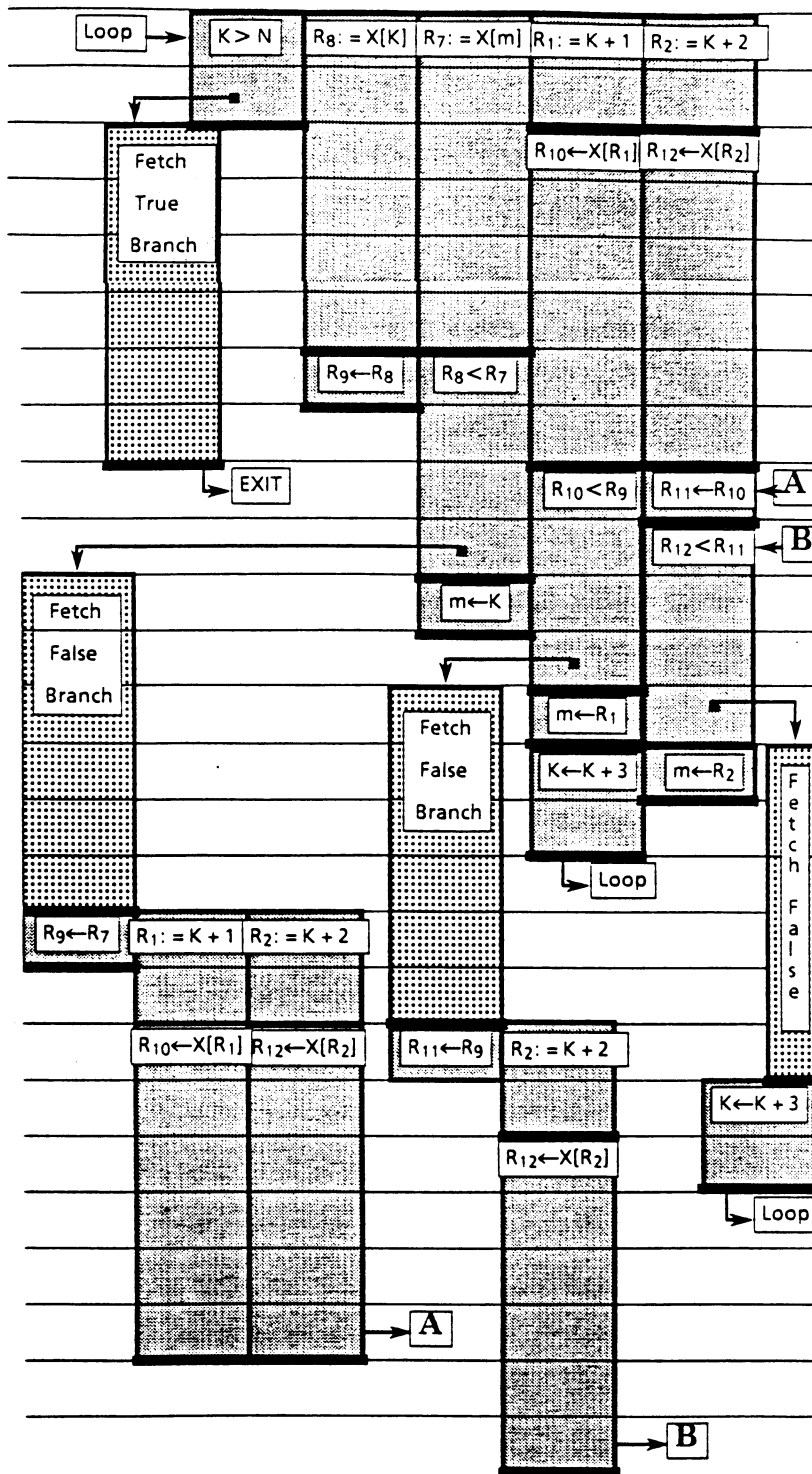 Loop
K > N
R8: = X[K]
R7: = X[m]
R1: = K + 1
R2: = K + 2
Fetch
True
Branch
R10←X[R1]
R12←X[R2]
R9←R8
R8<R7
EXIT
R10<R9
R11←R10
A
R12<R11
B
Fetch
False
Branch
m←K
Fetch
False
Branch
m←R1
K←K + 3
m←R2
Fetch False
Loop
R9←R7
R1: = K + 1
R2: = K + 2
R10←X[R1]
R12←X[R2]
R11←R9
R2: = K + 2
K←K + 3
R12←X[R2]
Loop
A
B